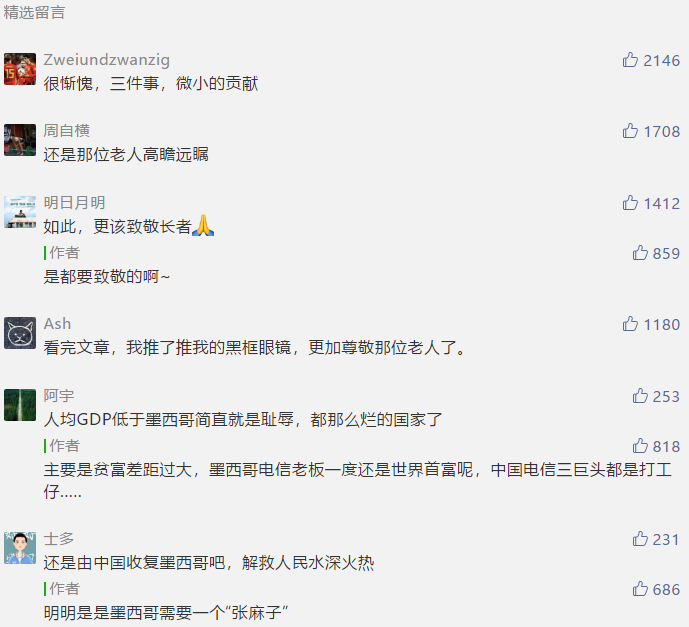 精选留言
Zweiundzwanzig
2146
很惭愧，三件事，微小的贡献
周自横
1708
还是那位老人高瞻远瞩
明日月明
1412
如此，更该致敬长者🙏
作者
859
是都要致敬的啊~
Ash
1180
看完文章，我推了推我的黑框眼镜，更加尊敬那位老人了。
阿宇
253
人均GDP低于墨西哥简直就是耻辱，都那么烂的国家了
作者
818
主要是贫富差距过大，墨西哥电信老板一度还是世界首富呢，中国电信三巨头都是打工
仔.....
士多
231
还是由中国收复墨西哥吧，解救人民水深火热
作者
686
明明是是墨西哥需要一个“张麻子”